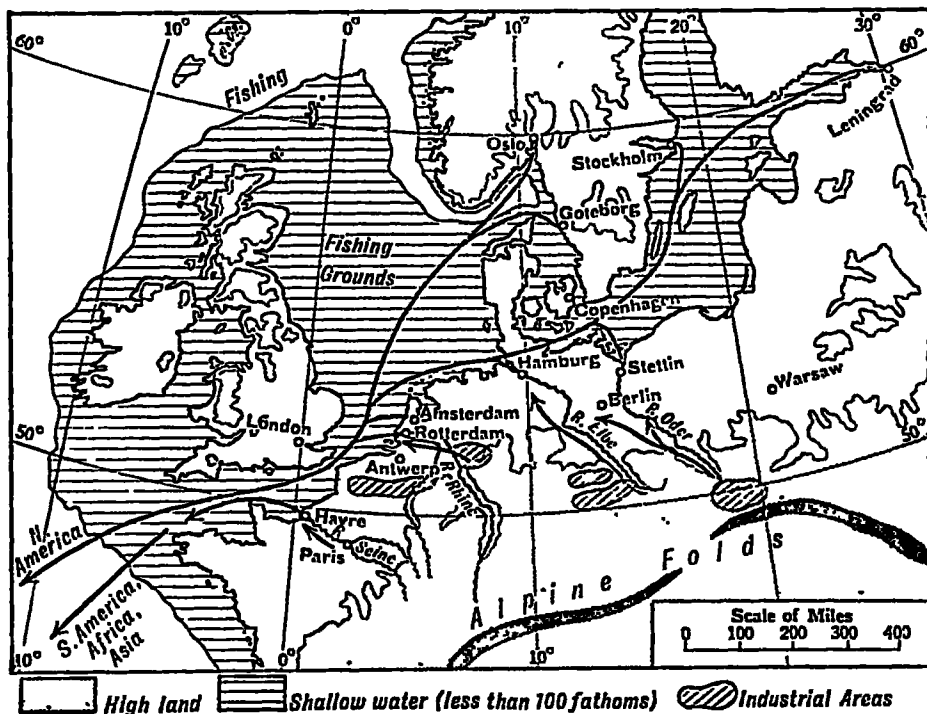 60°
10°
0°
10°
20°
30°
60°
Fishing
Leningrad
Oslo
Stockholm
Goteborg
Fishing
Grounds
Copenhagen
Hamburg
Stettin
Warsaw
Berlin
London
Amsterdam
Rotterdam
R. Elbe
R. Oder
50°
50°
Antwerp
R. Rhine
Havre
N.
America
Paris
R. Seine
Alpine Folds
S. America,
Africa,
Asia
10°
0°
10°
Scale of Miles
0 100 200 300 400
High land
Shallow water (less than 100 fathoms)
Industrial Areas